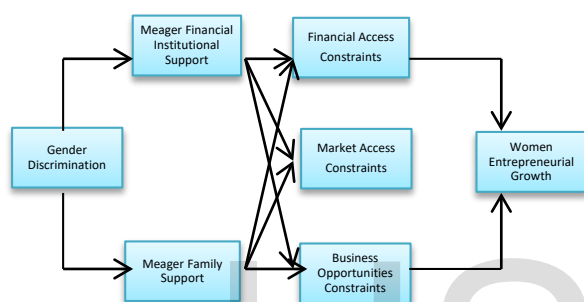 Meager Financial
Institutional
Support
Financial Access
Constraints
Gender
Discrimination
Market Access
Constraints
Women
Entrepreneurial
Growth
Meager Family
Support
Business
Opportunities
Constraints